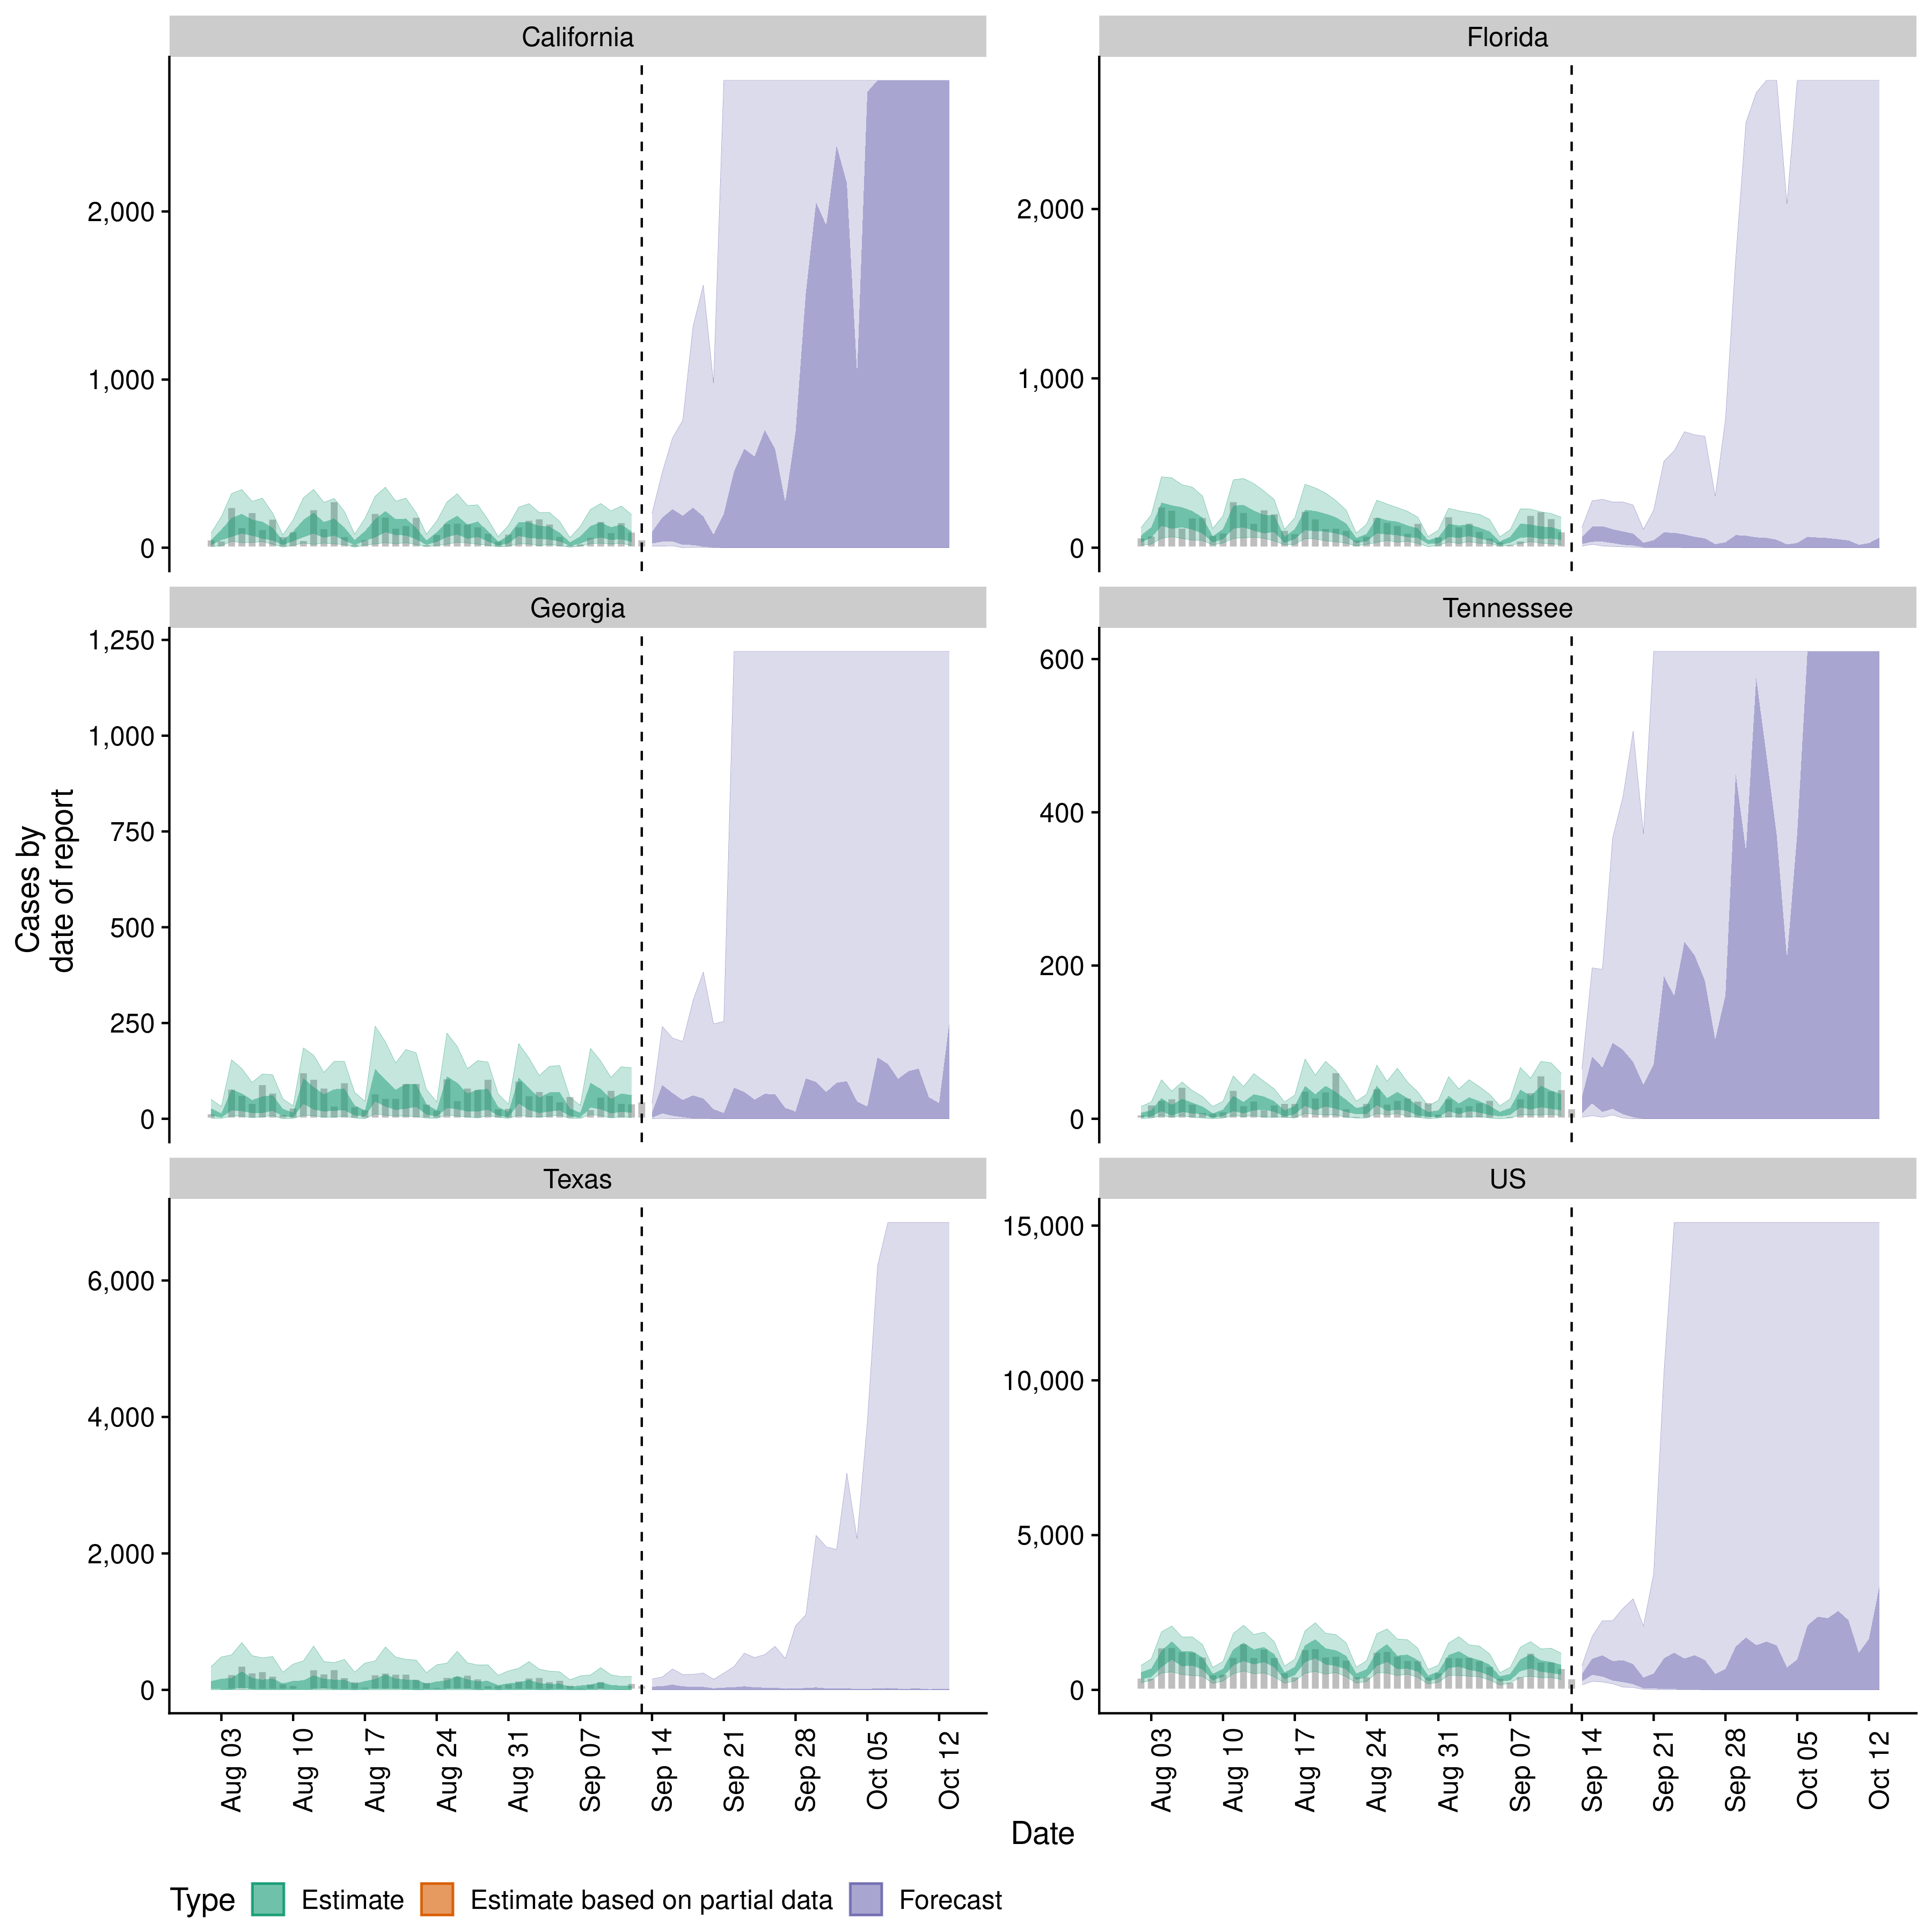 California
Florida
2,000
1,000
0
2,000
1,000
0
Georgia
Tennessee
1,250
1,000
750
500
250
0
600
400
200
0
Cases by
date of report
Texas
US
6,000
4,000
2,000
0
15,000
10,000
5,000
0
Aug 03
Aug 10
Aug 17
Aug 24
Aug 31
Sep 07
Sep 14
Sep 21
Sep 28
Oct 05
Oct 12
Aug 03
Aug 10
Aug 17
Aug 24
Aug 31
Sep 07
Sep 14
Sep 21
Sep 28
Oct 05
Oct 12
Date
Type Estimate Estimate based on partial data Forecast